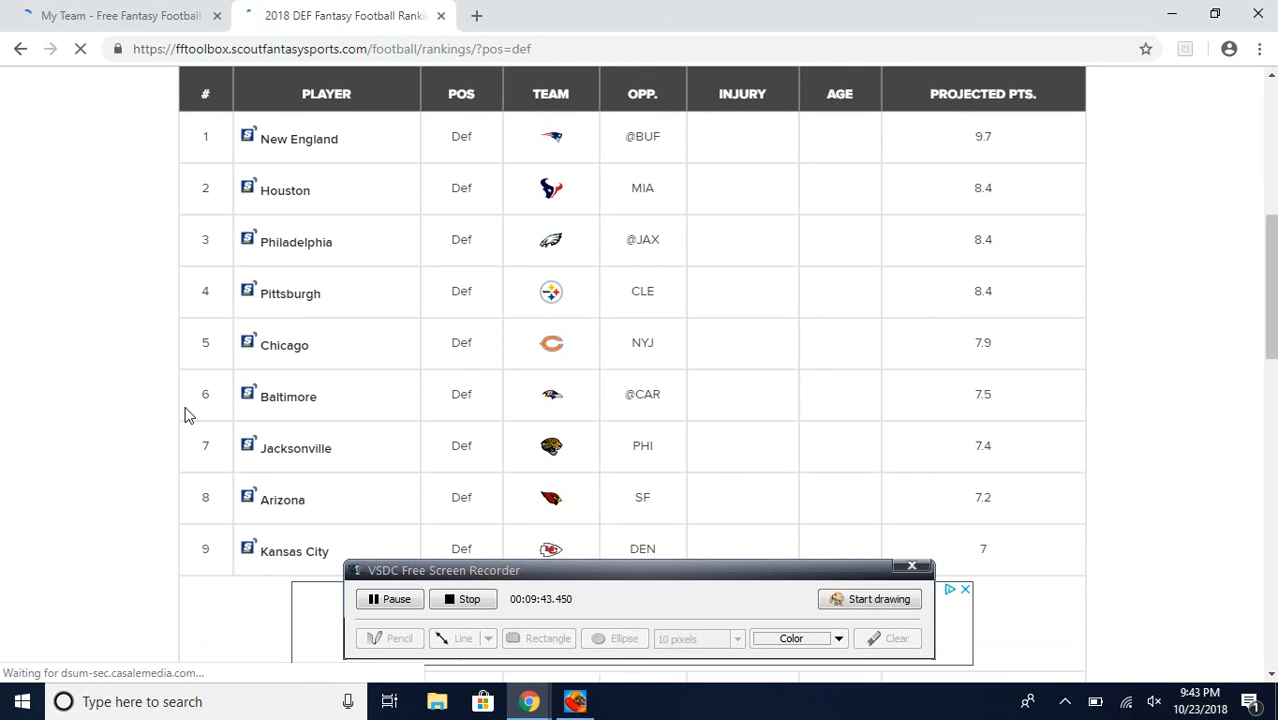 My Team - Free Fantasy Football
2018 DEF Fantasy Football Ranki
https://fftoolbox.scoutfantasysports.com/football/rankings/?pos=def
# PLAYER POS TEAM OPP. INJURY AGE PROJECTED PTS.
1 New England Def @BUF 9.7
2 Houston Def MIA 8.4
3 Philadelphia Def @JAX 8.4
4 Pittsburgh Def CLE 8.4
5 Chicago Def NYJ 7.9
6 Baltimore Def @CAR 7.5
7 Jacksonville Def PHI 7.4
8 Arizona Def SF 7.2
9 Kansas City Def DEN 7
VSDC Free Screen Recorder
Pause Stop 00:09:43.450 Start drawing
Pencil Line Rectangle Ellipse 10 pixels Color Clear
Waiting for dsum-sec.casalemedia.com...
Type here to search
9:43 PM
10/23/2018
1